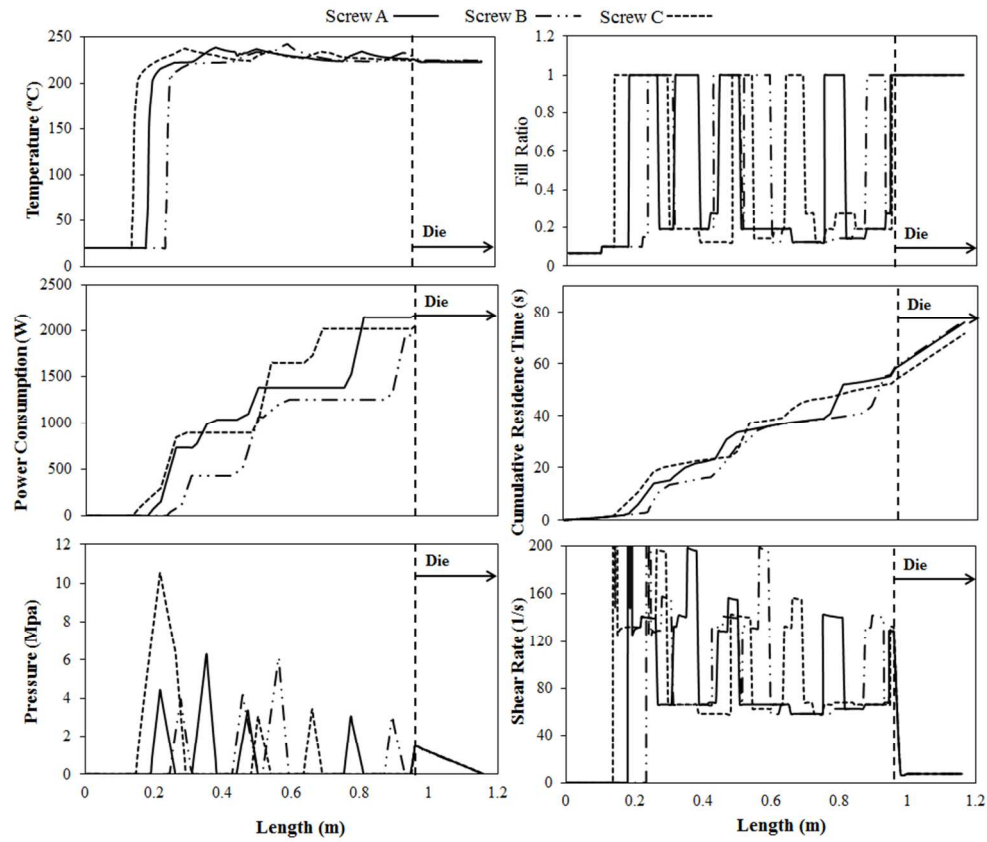 Screw A Screw B Screw C
Temperature (ºC)
250
200
150
100
50
0
Die
Fill Ratio
1.2
1
0.8
0.6
0.4
0.2
0
Die
Power Consumption (W)
2500
2000
1500
1000
500
0
Die
Cumulative Residence Time (s)
80
60
40
20
0
Die
Pressure (Mpa)
12
10
8
6
4
2
0
Die
0 0.2 0.4 0.6 0.8 1 1.2
Length (m)
Shear Rate (1/s)
200
160
120
80
40
0
Die
0 0.2 0.4 0.6 0.8 1 1.2
Length (m)